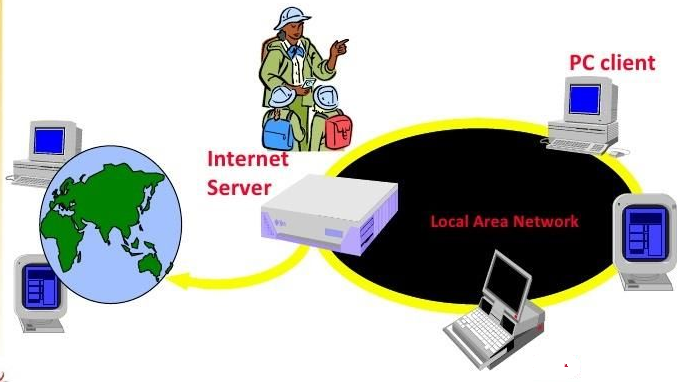 PC client
Internet
Server
Local Area Network